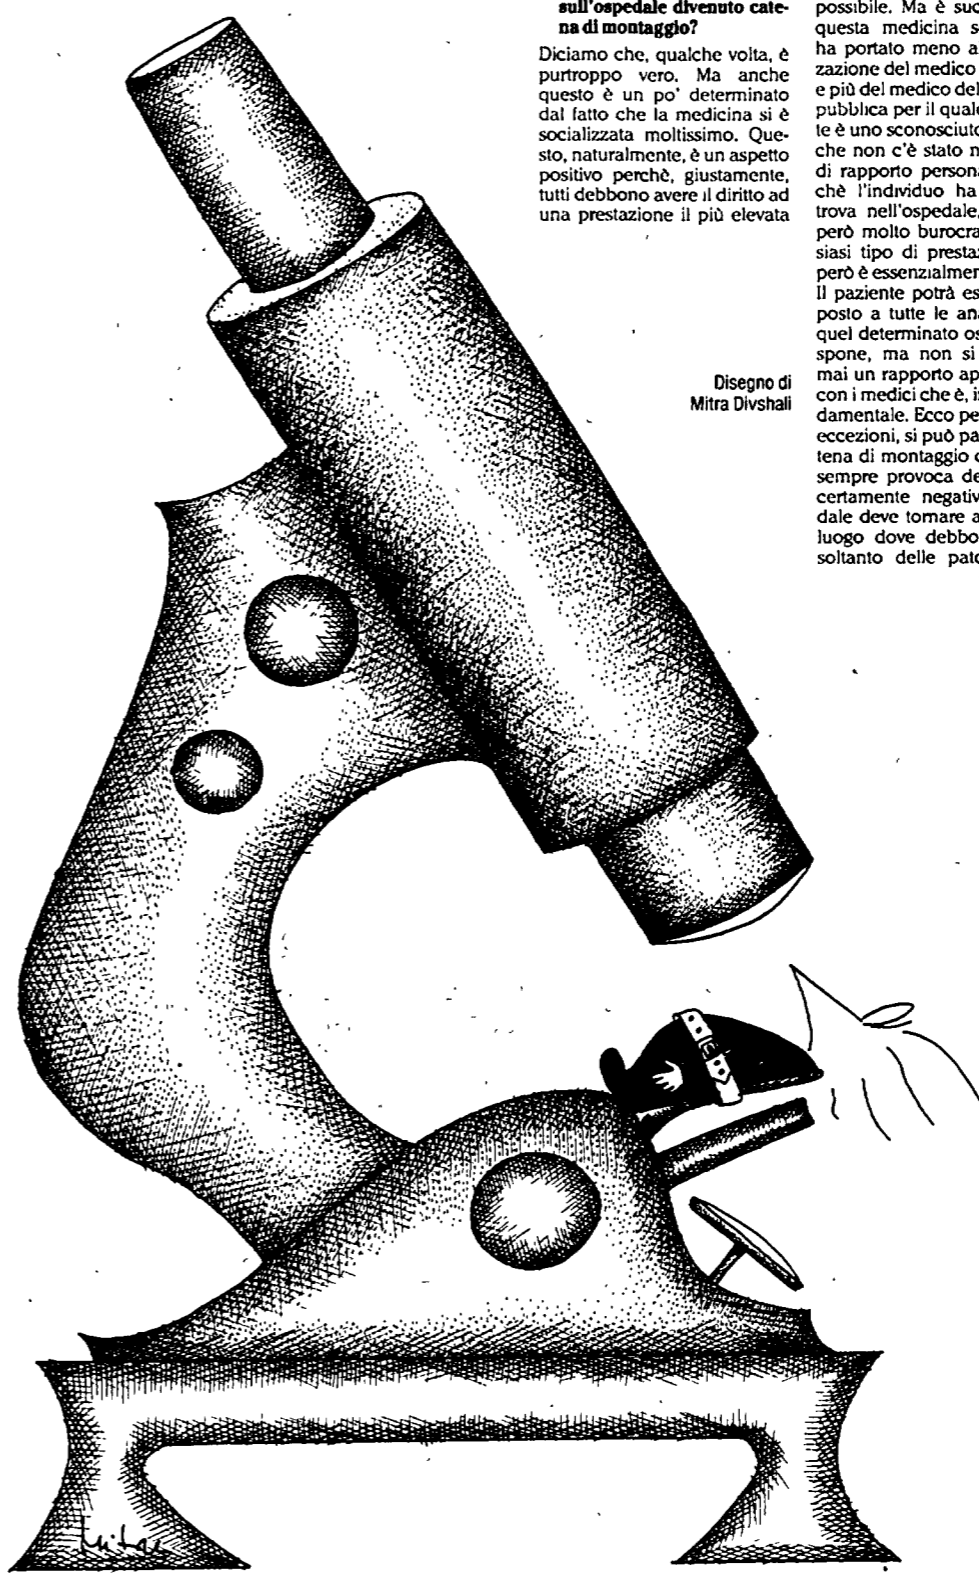 sull'ospedale divenuto cate-
na di montaggio?
Diciamo che, qualche volta, è
purtroppo vero. Ma anche
questo è un po' determinato
dal fatto che la medicina si è
socializzata moltissimo. Que-
sto, naturalmente, è un aspetto
positivo perchè, giustamente,
tutti debbono avere il diritto ad
una prestazione il più elevata
possibile. Ma è suc
questa medicina s
ha portato meno a
zazione del medico
e più del medico del
pubblica per il quale
te è uno sconosciuto
che non c'è stato n
di rapporto persona
chè l'individuo ha
trova nell'ospedale,
però molto burocra
siasi tipo di prestaz
però è essenzialmen
Il paziente potrà es
posto a tutte le ana
quel determinato os
spone, ma non si
mai un rapporto ap
con i medici che è, i
damentale. Ecco pe
eccezioni, si può pa
tena di montaggio c
sempre provoca de
certamente negativ
dale deve tornare a
luogo dove debbo
soltanto delle pato
Disegno di
Mitra Divshali